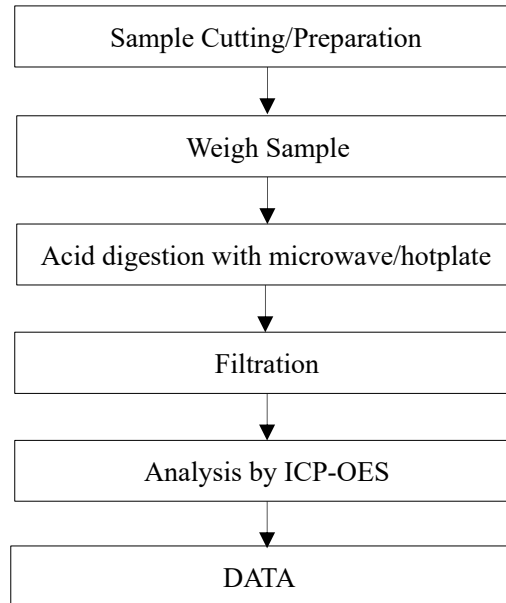 Sample Cutting/Preparation
Weigh Sample
Acid digestion with microwave/hotplate
Filtration
Analysis by ICP-OES
DATA